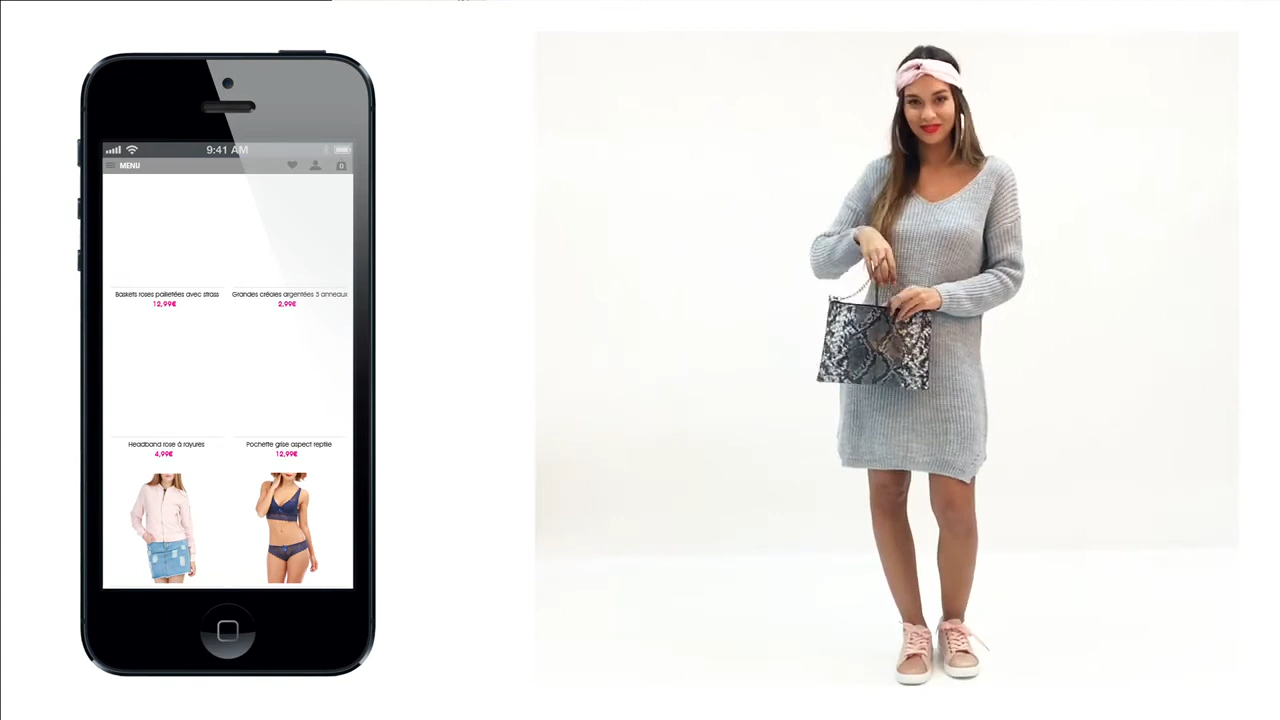 9:41 AM
MENU
0
Baskets roses pailletées avec strass
12,99€
Grandes créoles argentées 3 anneaux
2,99€
Headband rose à rayures
4,99€
Pochette grise aspect reptile
12,99€